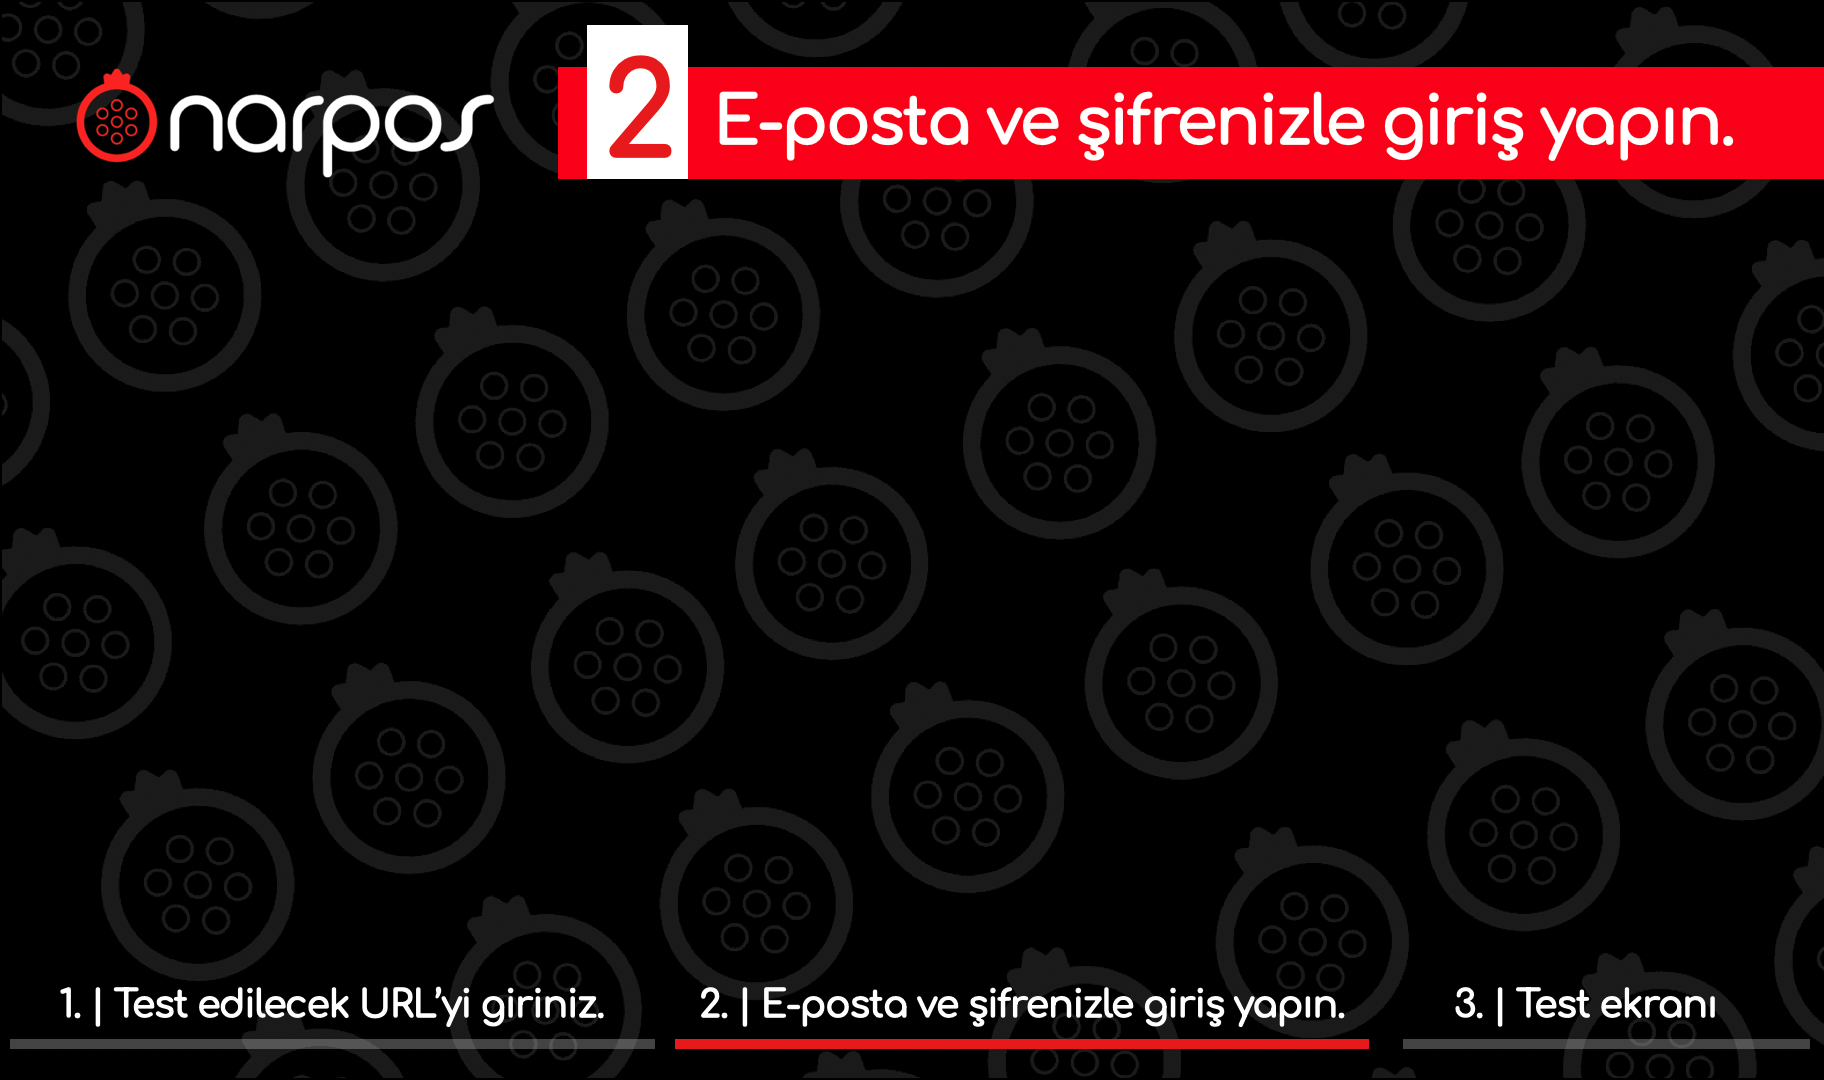 narpos
2 E-posta ve şifrenizle giriş yapın.
1. | Test edilecek URL’yi giriniz.
2. | E-posta ve şifrenizle giriş yapın.
3. | Test ekranı